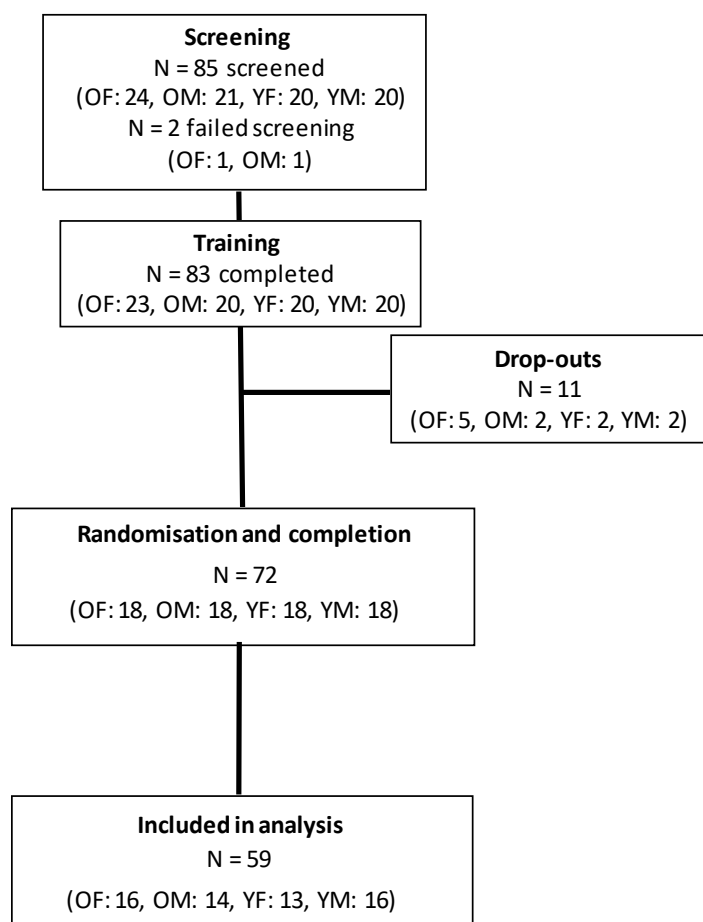 Screening
N = 85 screened
(OF: 24, OM: 21, YF: 20, YM: 20)
N = 2 failed screening
(OF: 1, OM: 1)
Training
N = 83 completed
(OF: 23, OM: 20, YF: 20, YM: 20)
Drop-outs
N = 11
(OF: 5, OM: 2, YF: 2, YM: 2)
Randomisation and completion
N = 72
(OF: 18, OM: 18, YF: 18, YM: 18)
Included in analysis
N = 59
(OF: 16, OM: 14, YF: 13, YM: 16)